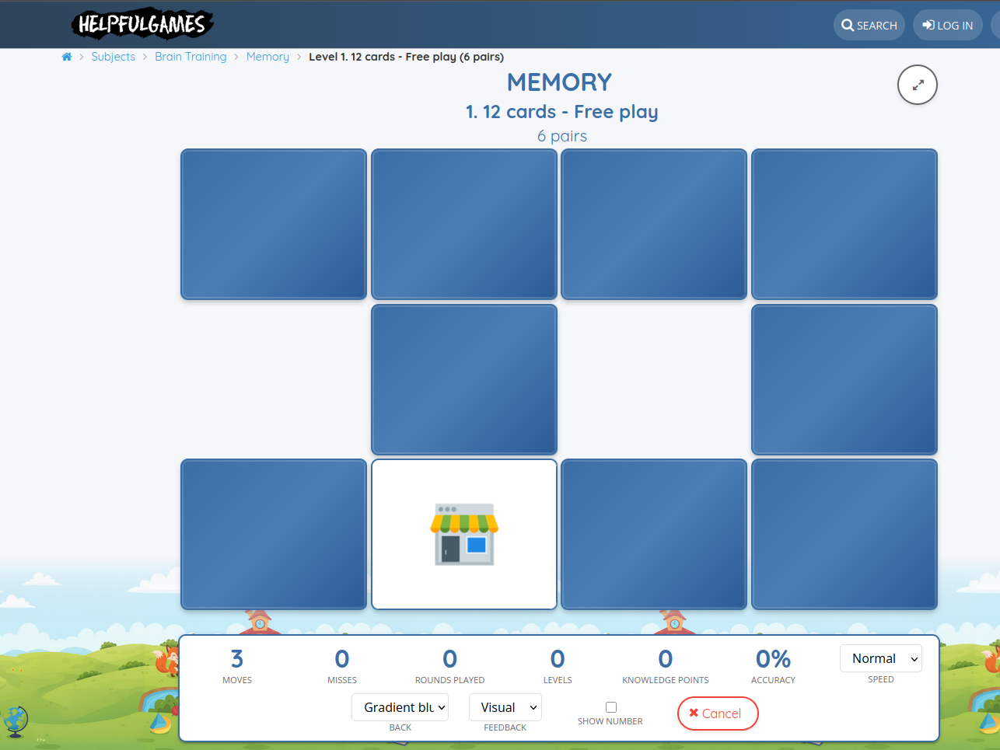 HELPFULGAMES
SEARCH
LOG IN
Subjects > Brain Training > Memory > Level 1. 12 cards - Free play (6 pairs)
MEMORY
1. 12 cards - Free play
6 pairs
3 0 0 0 0 0% Normal
MOVES MISSES ROUNDS PLAYED LEVELS KNOWLEDGE POINTS ACCURACY SPEED
Gradient blu Visual Cancel
BACK FEEDBACK SHOW NUMBER